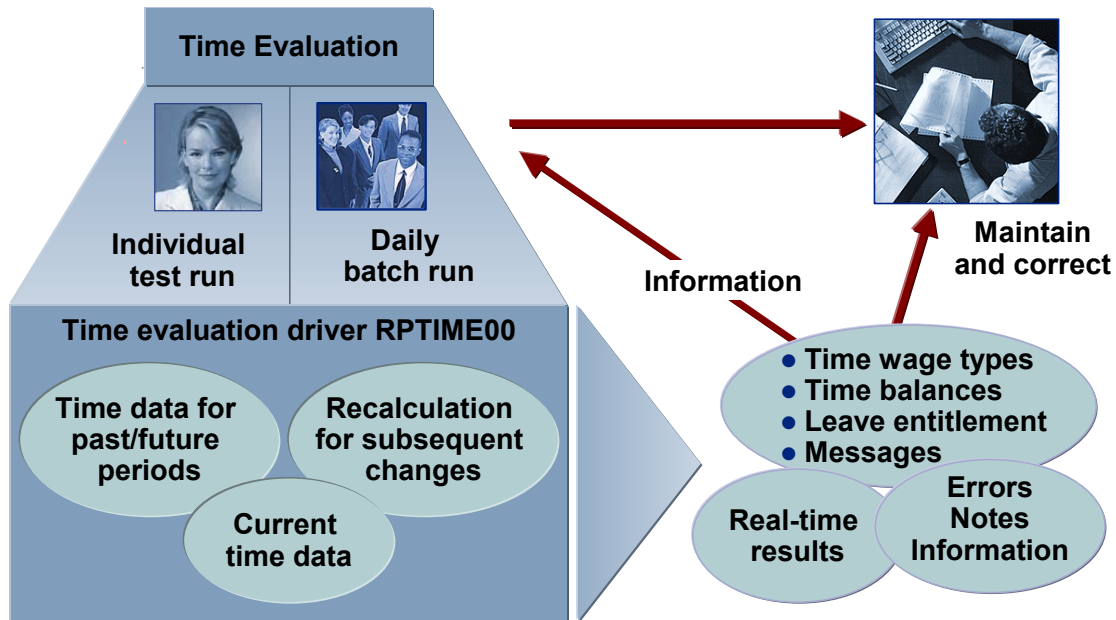 Time Evaluation
Individual
test run
Daily
batch run
Time evaluation driver RPTIME00
Time data for
past/future
periods
Recalculation
for subsequent
changes
Current
time data
Information
Maintain
and correct
● Time wage types
● Time balances
● Leave entitlement
● Messages
Real-time
results
Errors
Notes
Information